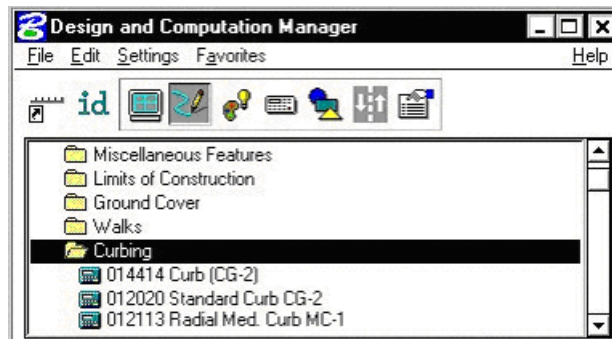 Design and Computation Manager
File Edit Settings Favorites Help
id
Miscellaneous Features
Limits of Construction
Ground Cover
Walks
Curbing
014414 Curb (CG-2)
012020 Standard Curb CG-2
012113 Radial Med. Curb MC-1